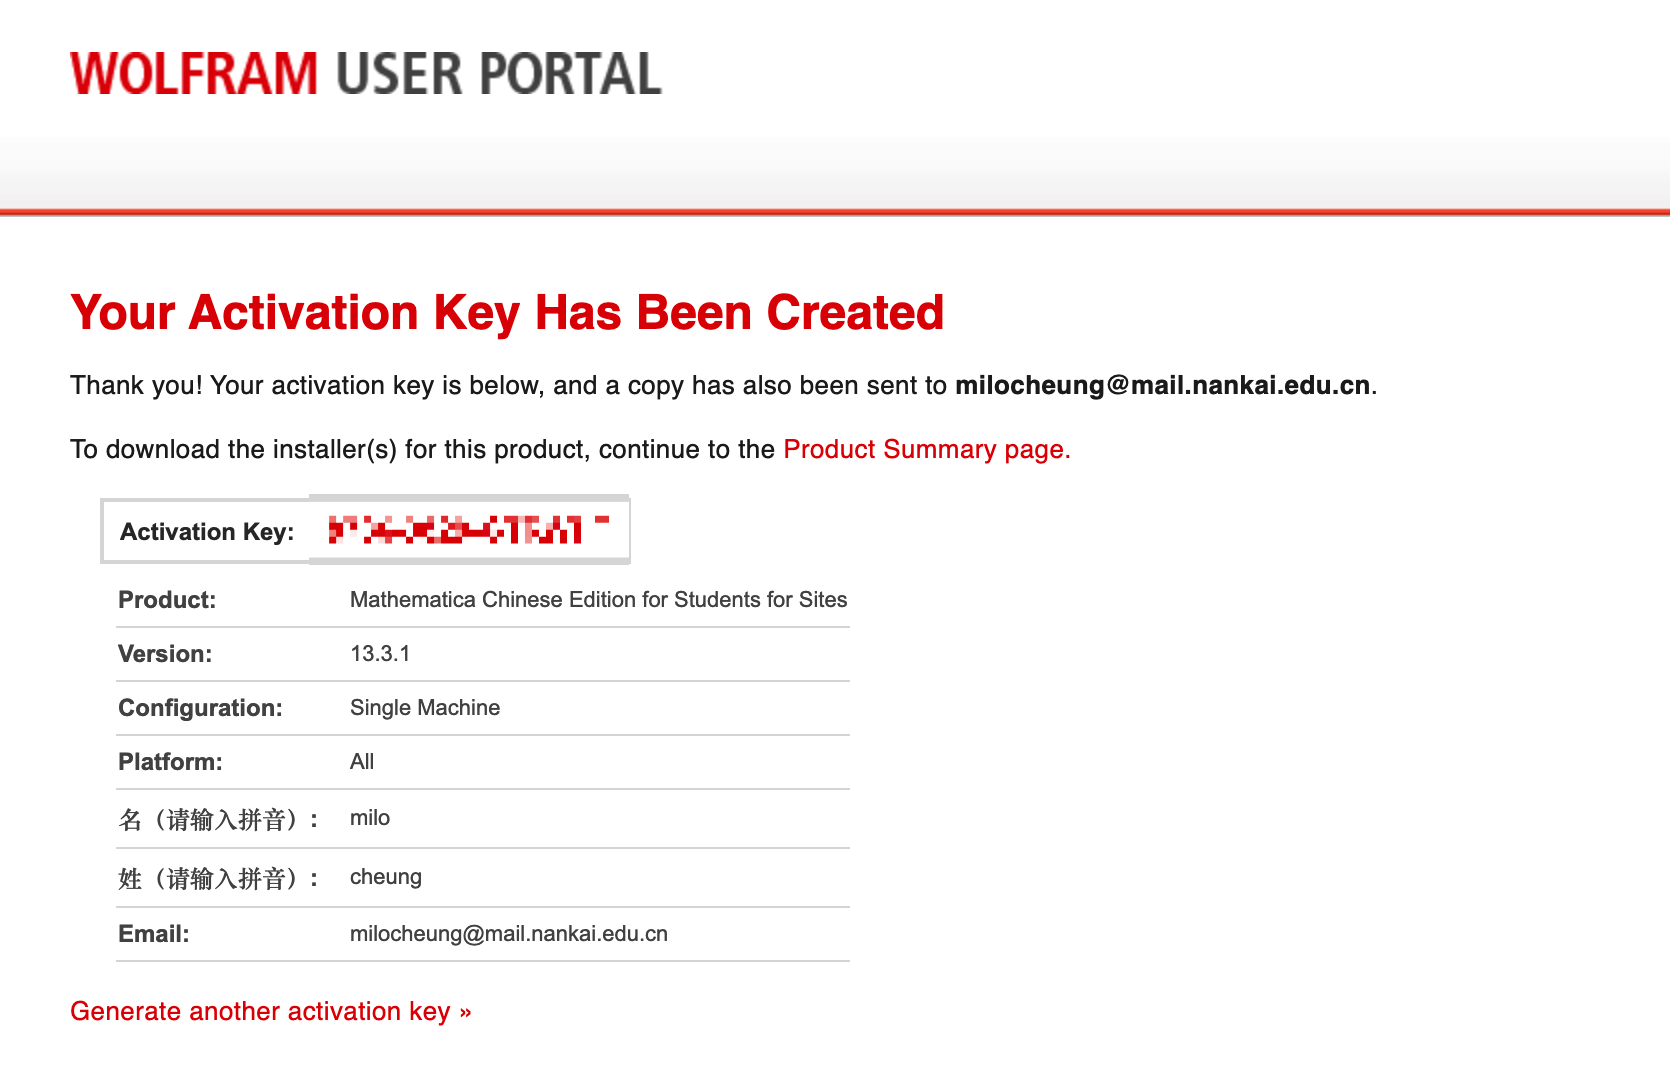 WOLFRAM USER PORTAL
Your Activation Key Has Been Created
Thank you! Your activation key is below, and a copy has also been sent to milocheung@mail.nankai.edu.cn.
To download the installer(s) for this product, continue to the Product Summary page.
Activation Key:
Product: Mathematica Chinese Edition for Students for Sites
Version: 13.3.1
Configuration: Single Machine
Platform: All
名（请输入拼音）: milo
姓（请输入拼音）: cheung
Email: milocheung@mail.nankai.edu.cn
Generate another activation key »